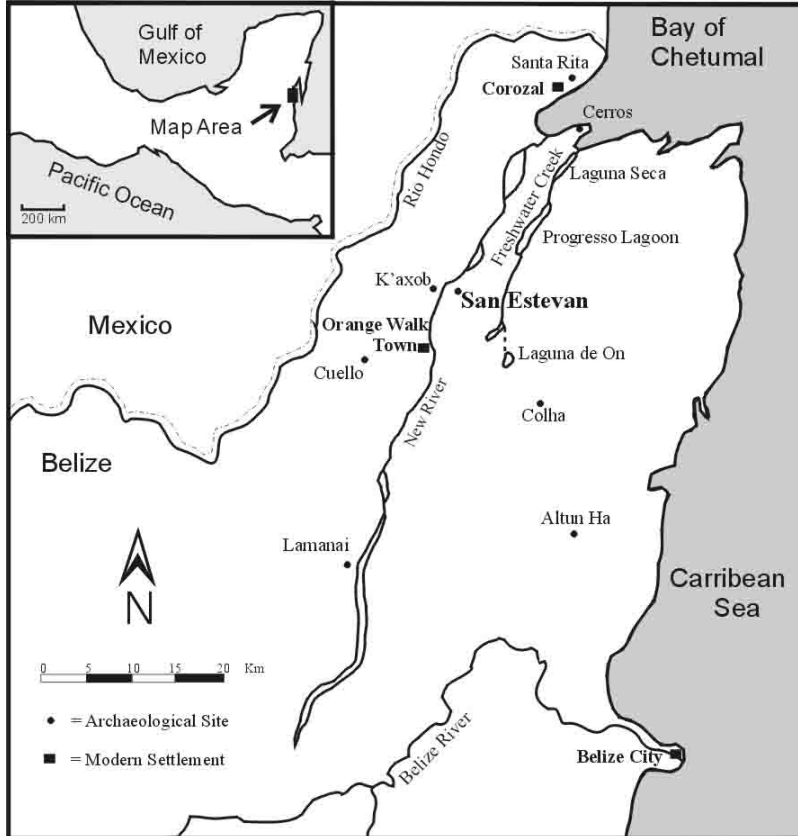 Gulf of
Mexico
Map Area
Pacific Ocean
200 km
Bay of
Chetumal
Santa Rita
Corozal
Cerros
Rio Hondo
Freshwater Creek
Laguna Seca
Progresso Lagoon
K'axob
San Estevan
Mexico
Orange Walk
Town
Cuello
Laguna de On
New River
Colha
Belize
Altun Ha
Lamanai
Carribean
Sea
N
0 5 10 15 20 Km
= Archaeological Site
= Modern Settlement
Belize River
Belize City